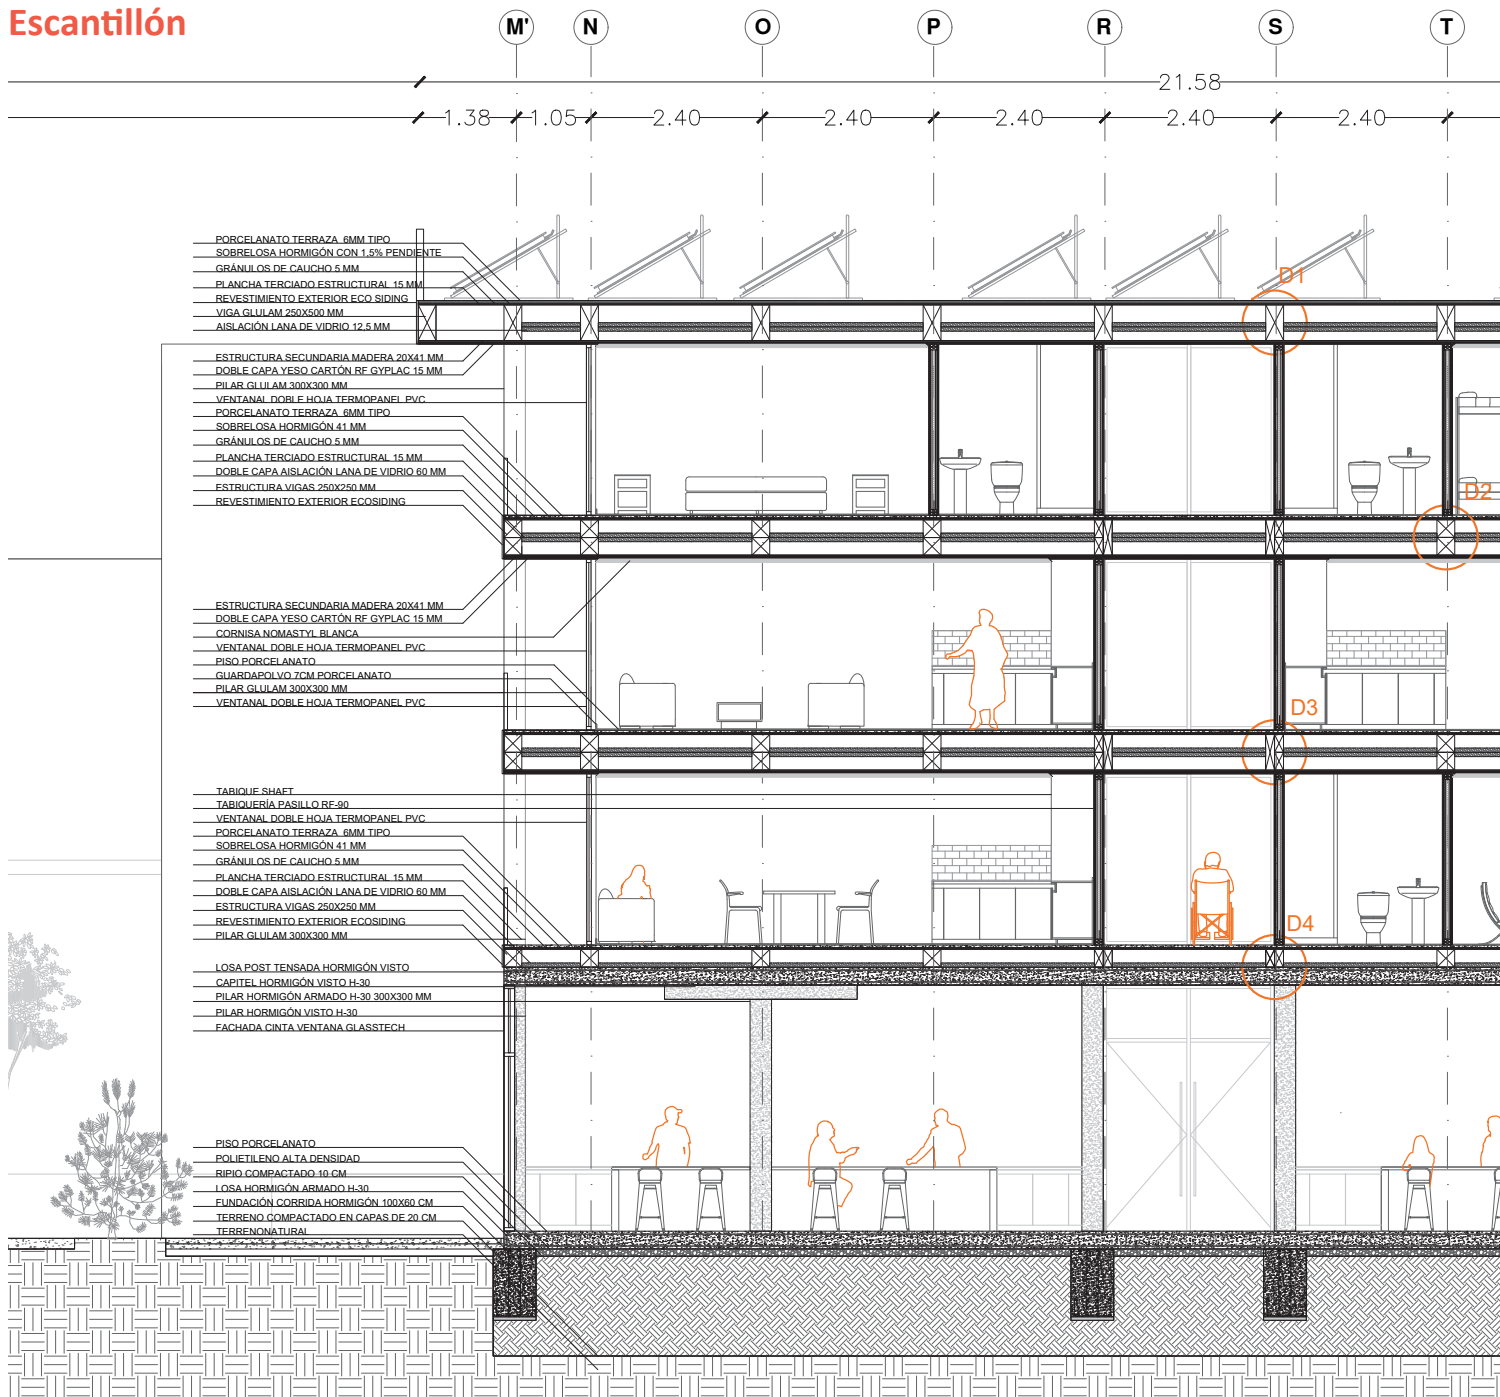 Escantillón
M' N O P R S T
21.58
1.38 1.05 2.40 2.40 2.40 2.40 2.40
PORCELANATO TERRAZA 6MM TIPO
SOBRELOSA HORMIGÓN CON 1,5% PENDIENTE
GRÁNULOS DE CAUCHO 5 MM
PLANCHA TERCIADO ESTRUCTURAL 15 MM
REVESTIMIENTO EXTERIOR ECO SIDING
VIGA GLULAM 250X500 MM
AISLACIÓN LANA DE VIDRIO 12,5 MM
D1
ESTRUCTURA SECUNDARIA MADERA 20X41 MM
DOBLE CAPA YESO CARTÓN RF GYPLAC 15 MM
PILAR GLULAM 300X300 MM
VENTANAL DOBLE HOJA TERMOPANEL PVC
PORCELANATO TERRAZA 6MM TIPO
SOBRELOSA HORMIGÓN 41 MM
GRÁNULOS DE CAUCHO 5 MM
PLANCHA TERCIADO ESTRUCTURAL 15 MM
DOBLE CAPA AISLACIÓN LANA DE VIDRIO 60 MM
ESTRUCTURA VIGAS 250X250 MM
REVESTIMIENTO EXTERIOR ECOSIDING
D2
ESTRUCTURA SECUNDARIA MADERA 20X41 MM
DOBLE CAPA YESO CARTÓN RF GYPLAC 15 MM
CORNISA NOMASTYL BLANCA
VENTANAL DOBLE HOJA TERMOPANEL PVC
PISO PORCELANATO
GUARDAPOLVO 7CM PORCELANATO
PILAR GLULAM 300X300 MM
VENTANAL DOBLE HOJA TERMOPANEL PVC
D3
TABIQUE SHAFT
TABIQUERÍA PASILLO RF-90
VENTANAL DOBLE HOJA TERMOPANEL PVC
PORCELANATO TERRAZA 6MM TIPO
SOBRELOSA HORMIGÓN 41 MM
GRÁNULOS DE CAUCHO 5 MM
PLANCHA TERCIADO ESTRUCTURAL 15 MM
DOBLE CAPA AISLACIÓN LANA DE VIDRIO 60 MM
ESTRUCTURA VIGAS 250X250 MM
REVESTIMIENTO EXTERIOR ECOSIDING
PILAR GLULAM 300X300 MM
D4
LOSA POST TENSADA HORMIGÓN VISTO
CAPITEL HORMIGÓN VISTO H-30
PILAR HORMIGÓN ARMADO H-30 300X300 MM
PILAR HORMIGÓN VISTO H-30
FACHADA CINTA VENTANA GLASSTECH
PISO PORCELANATO
POLIETILENO ALTA DENSIDAD
RIPIO COMPACTADO 10 CM
LOSA HORMIGÓN ARMADO H-30
FUNDACIÓN CORRIDA HORMIGÓN 100X60 CM
TERRENO COMPACTADO EN CAPAS DE 20 CM
TERRENONATURAL